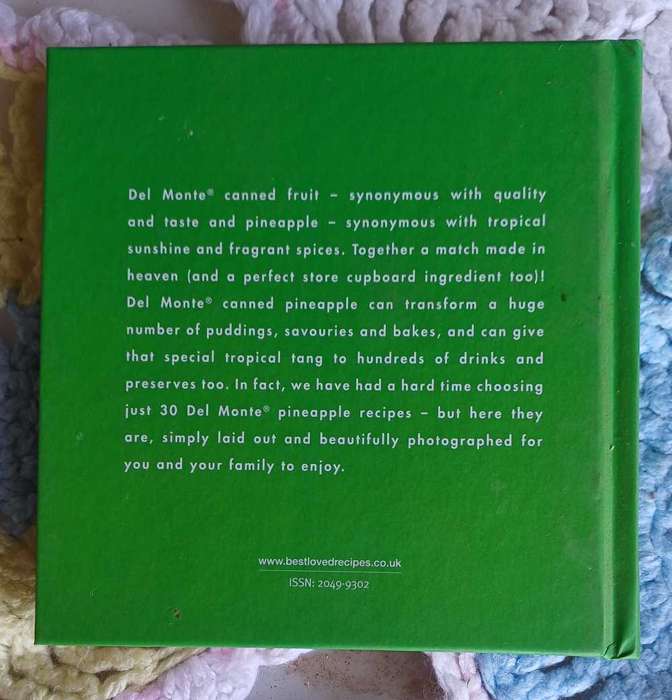 Del Monte® canned fruit – synonymous with quality
and taste and pineapple – synonymous with tropical
sunshine and fragrant spices. Together a match made in
heaven (and a perfect store cupboard ingredient too)!
Del Monte® canned pineapple can transform a huge
number of puddings, savouries and bakes, and can give
that special tropical tang to hundreds of drinks and
preserves too. In fact, we have had a hard time choosing
just 30 Del Monte® pineapple recipes – but here they
are, simply laid out and beautifully photographed for
you and your family to enjoy.
www.bestlovedrecipes.co.uk
ISSN: 2049-9302